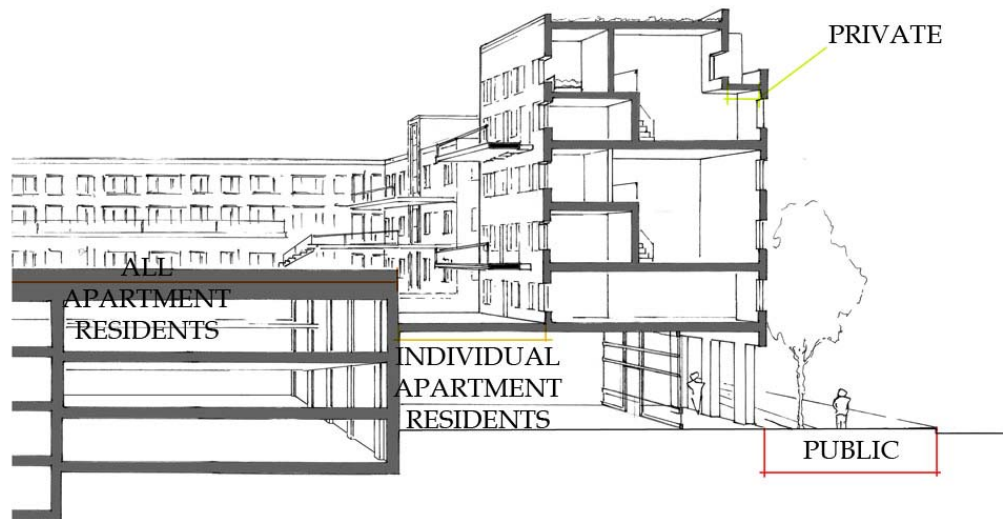 PRIVATE
ALL
APARTMENT
RESIDENTS
INDIVIDUAL
APARTMENT
RESIDENTS
PUBLIC